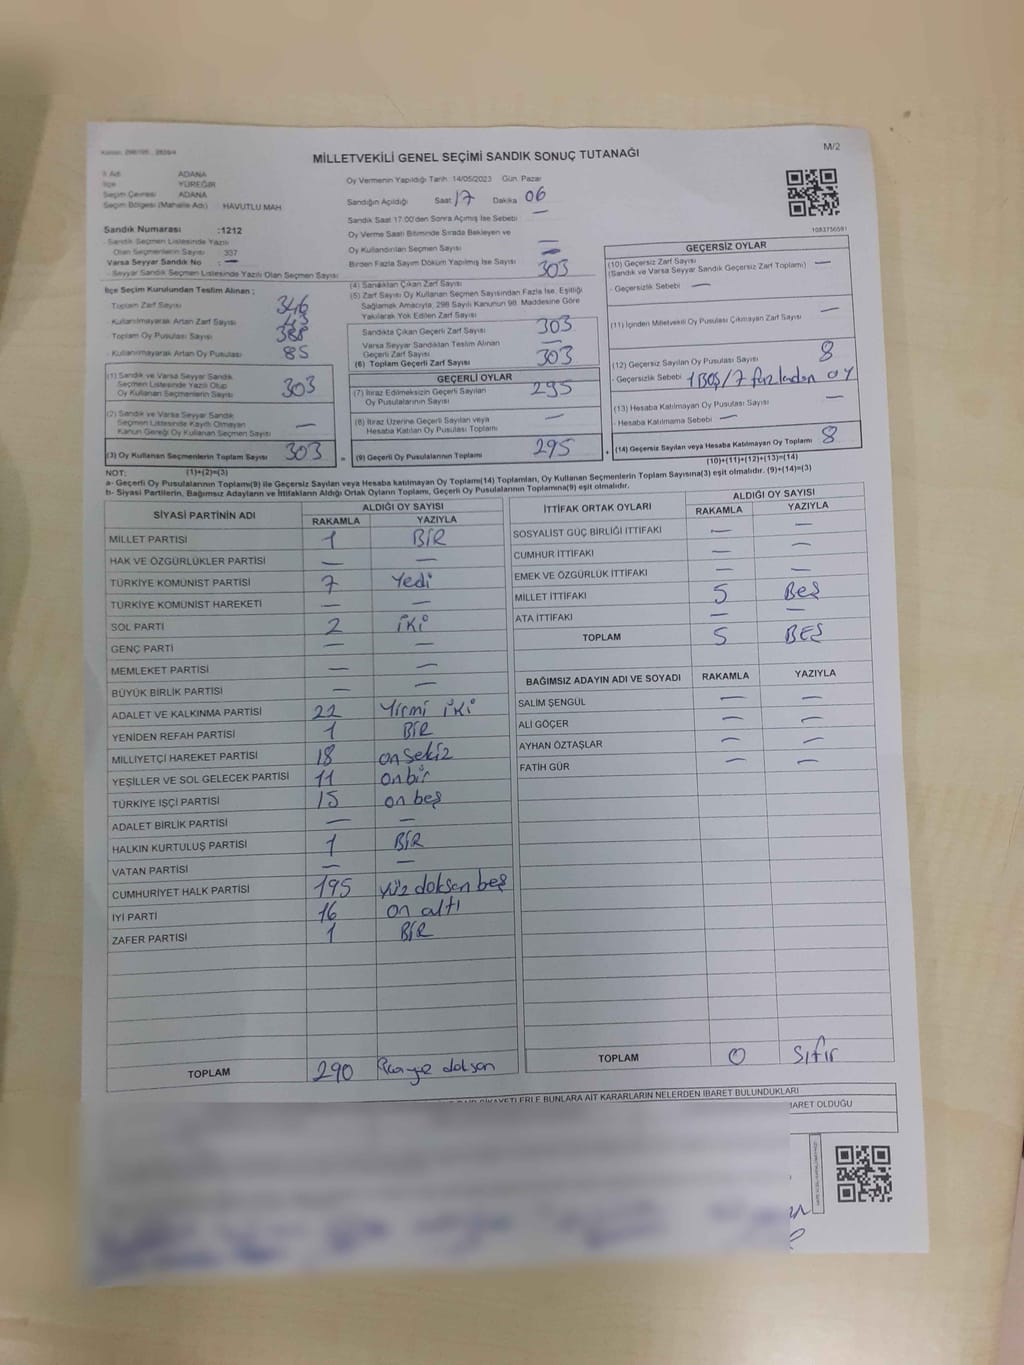 MİLLETVEKİLİ GENEL SEÇİMİ SANDIK SONUÇ TUTANAĞI
M/2
İl Adı ADANA
İlçe YÜREĞİR
Seçim Çevresi ADANA
Seçim Bölgesi (Mahalle Adı) HAVUTLU MAH
Sandık Numarası :1212
Sandık Seçmen Listesinde Yazılı
Olan Seçmenlerin Sayısı 337
Varsa Seyyar Sandık No : —
- Seyyar Sandık Seçmen Listesinde Yazılı Olan Seçmen Sayısı
Oy Vermenin Yapıldığı Tarih 14/05/2023 Gün Pazar
Sandığın Açıldığı Saat 17 Dakika 06
Sandık Saat 17:00'den Sonra Açılmış İse Sebebi —
Oy Verme Saati Bitiminde Sırada Bekleyen ve
Oy Kullandırılan Seçmen Sayısı —
Birden Fazla Sayım Döküm Yapılmış İse Sayısı —
1083756591
İlçe Seçim Kurulundan Teslim Alınan ;
Toplam Zarf Sayısı 346
- Kullanılmayarak Artan Zarf Sayısı 43
Toplam Oy Pusulası Sayısı 388
- Kullanılmayarak Artan Oy Pusulası 85
(1) Sandık ve Varsa Seyyar Sandık
Seçmen Listesinde Yazılı Olup
Oy Kullanan Seçmenlerin Sayısı 303
(2) Sandık ve Varsa Seyyar Sandık
Seçmen Listesinde Kayıtlı Olmayan
Kanun Gereği Oy Kullanan Seçmen Sayısı —
(3) Oy Kullanan Seçmenlerin Toplam Sayısı 303 =
(4) Sandıktan Çıkan Zarf Sayısı 303
(5) Zarf Sayısı Oy Kullanan Seçmen Sayısından Fazla İse, Eşitliği
Sağlamak Amacıyla, 298 Sayılı Kanunun 98. Maddesine Göre
Yakılarak Yok Edilen Zarf Sayısı
Sandıkta Çıkan Geçerli Zarf Sayısı 303
Varsa Seyyar Sandıktan Teslim Alınan
Geçerli Zarf Sayısı —
(6) Toplam Geçerli Zarf Sayısı 303
GEÇERLİ OYLAR
(7) İtiraz Edilmeksizin Geçerli Sayılan
Oy Pusulalarının Sayısı 295
(8) İtiraz Üzerine Geçerli Sayılan veya
Hesaba Katılan Oy Pusulası Toplamı —
(9) Geçerli Oy Pusulalarının Toplamı 295 +
GEÇERSİZ OYLAR
(10) Geçersiz Zarf Sayısı —
(Sandık ve Varsa Seyyar Sandık Geçersiz Zarf Toplamı)
- Geçersizlik Sebebi —
(11) İçinden Milletvekili Oy Pusulası Çıkmayan Zarf Sayısı —
(12) Geçersiz Sayılan Oy Pusulası Sayısı 8
- Geçersizlik Sebebi 1 BOŞ / 7 fazladan OY
(13) Hesaba Katılmayan Oy Pusulası Sayısı —
- Hesaba Katılmama Sebebi —
(14) Geçersiz Sayılan veya Hesaba Katılmayan Oy Toplamı 8
NOT: (1)+(2)=(3)
(10)+(11)+(12)+(13)=(14)
a- Geçerli Oy Pusulalarının Toplamı(9) ile Geçersiz Sayılan veya Hesaba katılmayan Oy Toplamı(14) Toplamları, Oy Kullanan Seçmenlerin Toplam Sayısına(3) eşit olmalıdır. (9)+(14)=(3)
b- Siyasi Partilerin, Bağımsız Adayların ve İttifakların Aldığı Ortak Oyların Toplamı, Geçerli Oy Pusulalarının Toplamına(9) eşit olmalıdır.
SİYASİ PARTİNİN ADI ALDIĞI OY SAYISI
RAKAMLA YAZIYLA
MİLLET PARTİSİ 1 BİR
HAK VE ÖZGÜRLÜKLER PARTİSİ — —
TÜRKİYE KOMÜNİST PARTİSİ 7 Yedi
TÜRKİYE KOMÜNİST HAREKETİ — —
SOL PARTİ 2 iKi
GENÇ PARTİ — —
MEMLEKET PARTİSİ — —
BÜYÜK BİRLİK PARTİSİ — —
ADALET VE KALKINMA PARTİSİ 22 Yirmi iKi
YENİDEN REFAH PARTİSİ 1 BİR
MİLLİYETÇİ HAREKET PARTİSİ 18 on sekiz
YEŞİLLER VE SOL GELECEK PARTİSİ 11 on bir
TÜRKİYE İŞÇİ PARTİSİ 15 on beş
ADALET BİRLİK PARTİSİ — —
HALKIN KURTULUŞ PARTİSİ 1 BİR
VATAN PARTİSİ — —
CUMHURİYET HALK PARTİSİ 195 yüz doksan beş
İYİ PARTİ 16 on altı
ZAFER PARTİSİ 1 BİR
TOPLAM 290 doksan
İTTİFAK ORTAK OYLARI ALDIĞI OY SAYISI
RAKAMLA YAZIYLA
SOSYALİST GÜÇ BİRLİĞİ İTTİFAKI — —
CUMHUR İTTİFAKI — —
EMEK VE ÖZGÜRLÜK İTTİFAKI — —
MİLLET İTTİFAKI 5 Beş
ATA İTTİFAKI — —
TOPLAM 5 BEŞ
BAĞIMSIZ ADAYIN ADI VE SOYADI RAKAMLA YAZIYLA
SALİM ŞENGÜL — —
ALİ GÖÇER — —
AYHAN ÖZTAŞLAR — —
FATİH GÜR — —
TOPLAM 0 Sıfır
BUNLARA AİT KARARLARIN NELERDEN İBARET BULUNDUKLARI
İBARET OLDUĞU